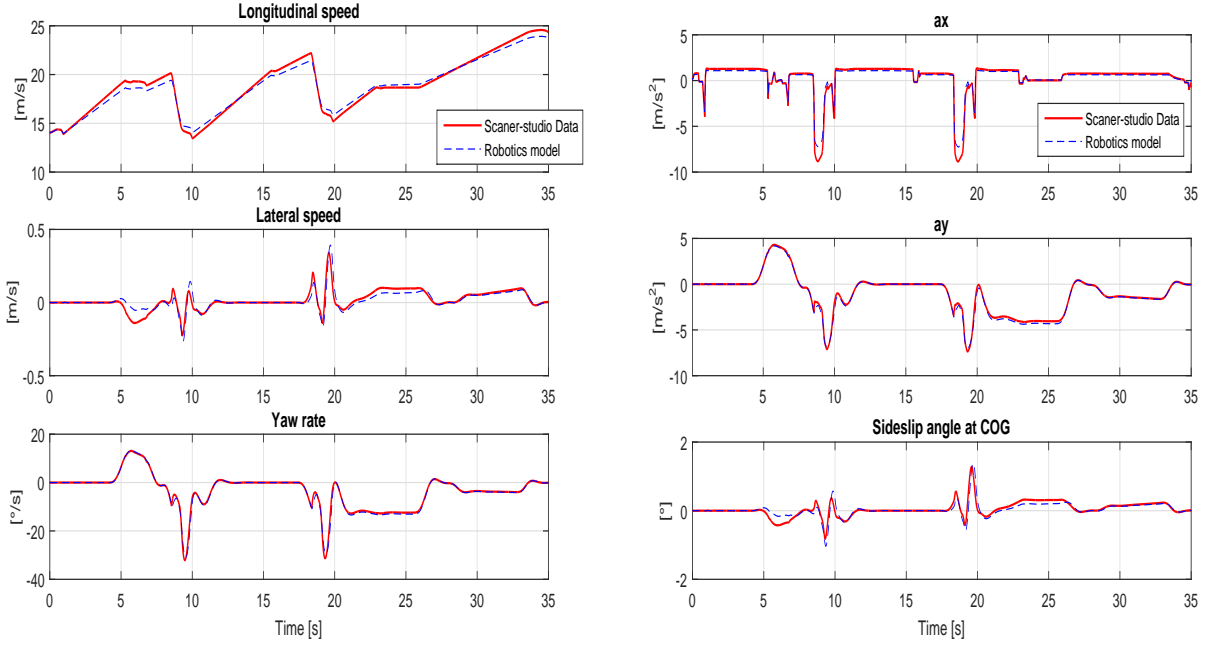 Longitudinal speed
25
20
15
10
[m/s]
0 5 10 15 20 25 30 35
Scaner-studio Data
Robotics model
Lateral speed
0.5
0
-0.5
[m/s]
0 5 10 15 20 25 30 35
Yaw rate
20
0
-20
-40
[°/s]
0 5 10 15 20 25 30 35
Time [s]
ax
5
0
-5
-10
[m/s²]
0 5 10 15 20 25 30 35
Scaner-studio Data
Robotics model
ay
5
0
-5
-10
[m/s²]
0 5 10 15 20 25 30 35
Sideslip angle at COG
2
0
-2
[°]
0 5 10 15 20 25 30 35
Time [s]